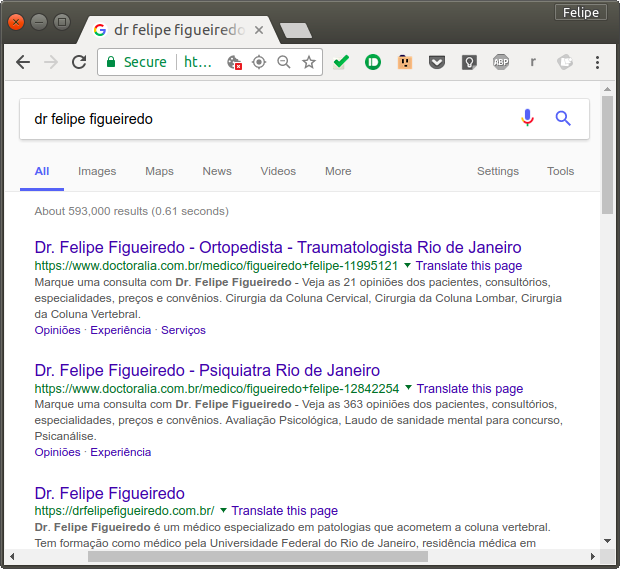 Felipe
dr felipe figueiredo
Secure
ht...
ABP
r
dr felipe figueiredo
All Images Maps News Videos More Settings Tools
About 593,000 results (0.61 seconds)
Dr. Felipe Figueiredo - Ortopedista - Traumatologista Rio de Janeiro
https://www.doctoralia.com.br/medico/figueiredo+felipe-11995121 Translate this page
Marque uma consulta com Dr. Felipe Figueiredo - Veja as 21 opiniões dos pacientes, consultórios,
especialidades, preços e convênios. Cirurgia da Coluna Cervical, Cirurgia da Coluna Lombar, Cirurgia
da Coluna Vertebral.
Opiniões · Experiência · Serviços
Dr. Felipe Figueiredo - Psiquiatra Rio de Janeiro
https://www.doctoralia.com.br/medico/figueiredo+felipe-12842254 Translate this page
Marque uma consulta com Dr. Felipe Figueiredo - Veja as 363 opiniões dos pacientes, consultórios,
especialidades, preços e convênios. Avaliação Psicológica, Laudo de sanidade mental para concurso,
Psicanálise.
Opiniões · Experiência
Dr. Felipe Figueiredo
https://drfelipefigueiredo.com.br/ Translate this page
Dr. Felipe Figueiredo é um médico especializado em patologias que acometem a coluna vertebral.
Tem formação como médico pela Universidade Federal do Rio de Janeiro, residência médica em